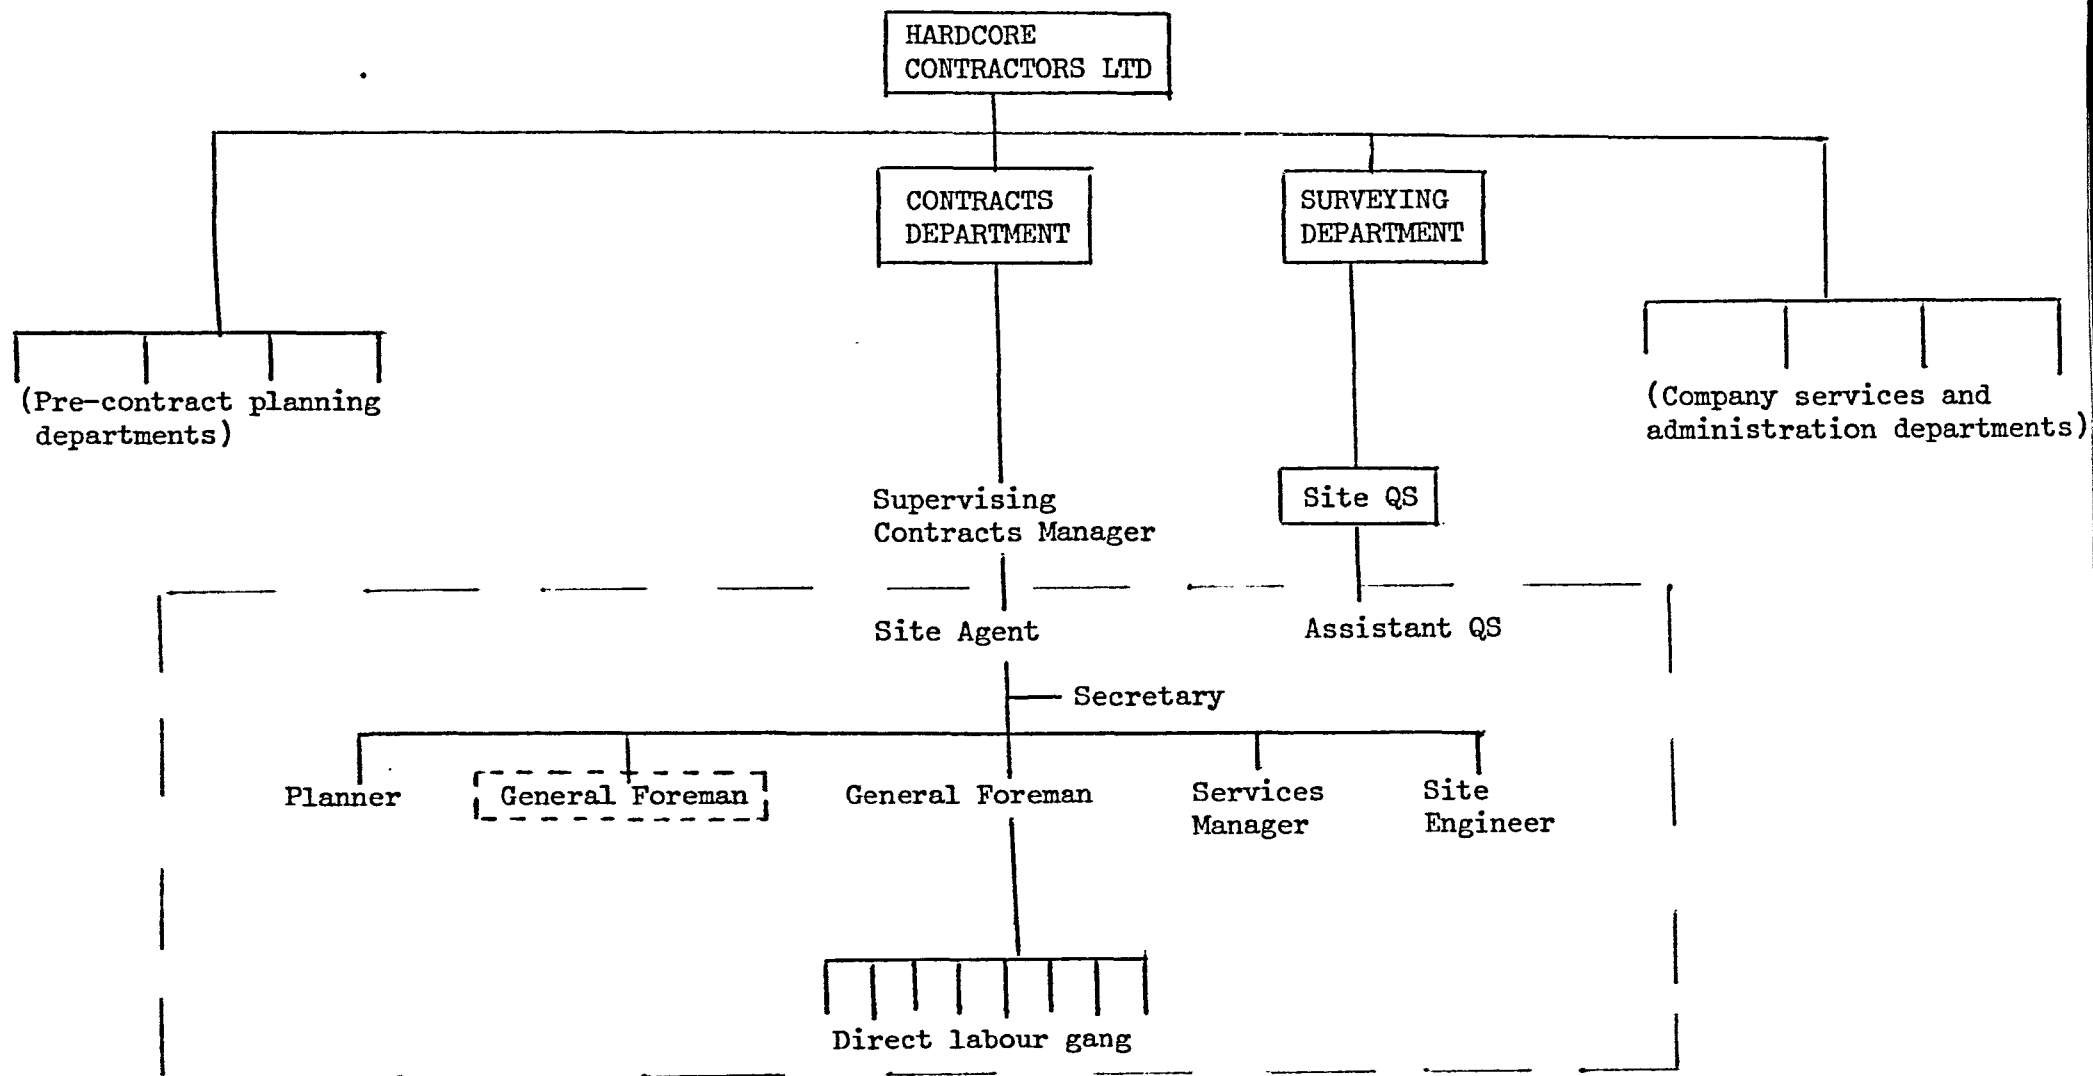 HARDCORE
CONTRACTORS LTD
CONTRACTS
DEPARTMENT
SURVEYING
DEPARTMENT
(Pre-contract planning
departments)
(Company services and
administration departments)
Supervising
Contracts Manager
Site QS
Site Agent
Assistant QS
Secretary
Planner
General Foreman
General Foreman
Services
Manager
Site
Engineer
Direct labour gang